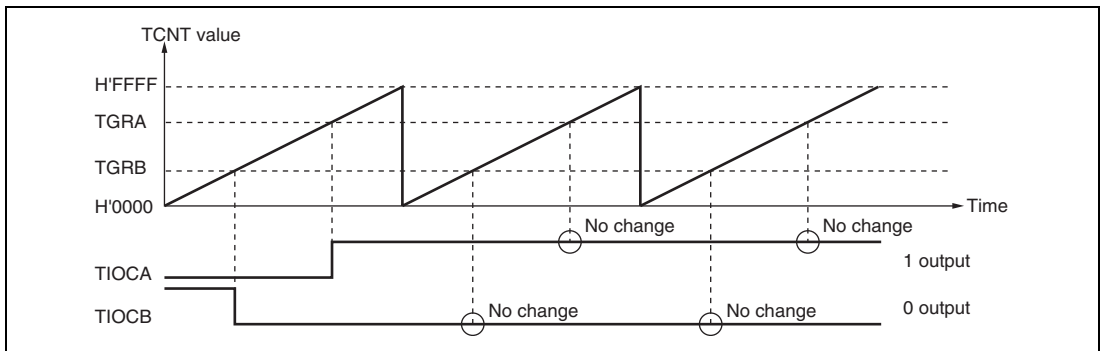 TCNT value
H'FFFF
TGRA
TGRB
H'0000
Time
No change
No change
TIOCA
1 output
No change
No change
TIOCB
0 output